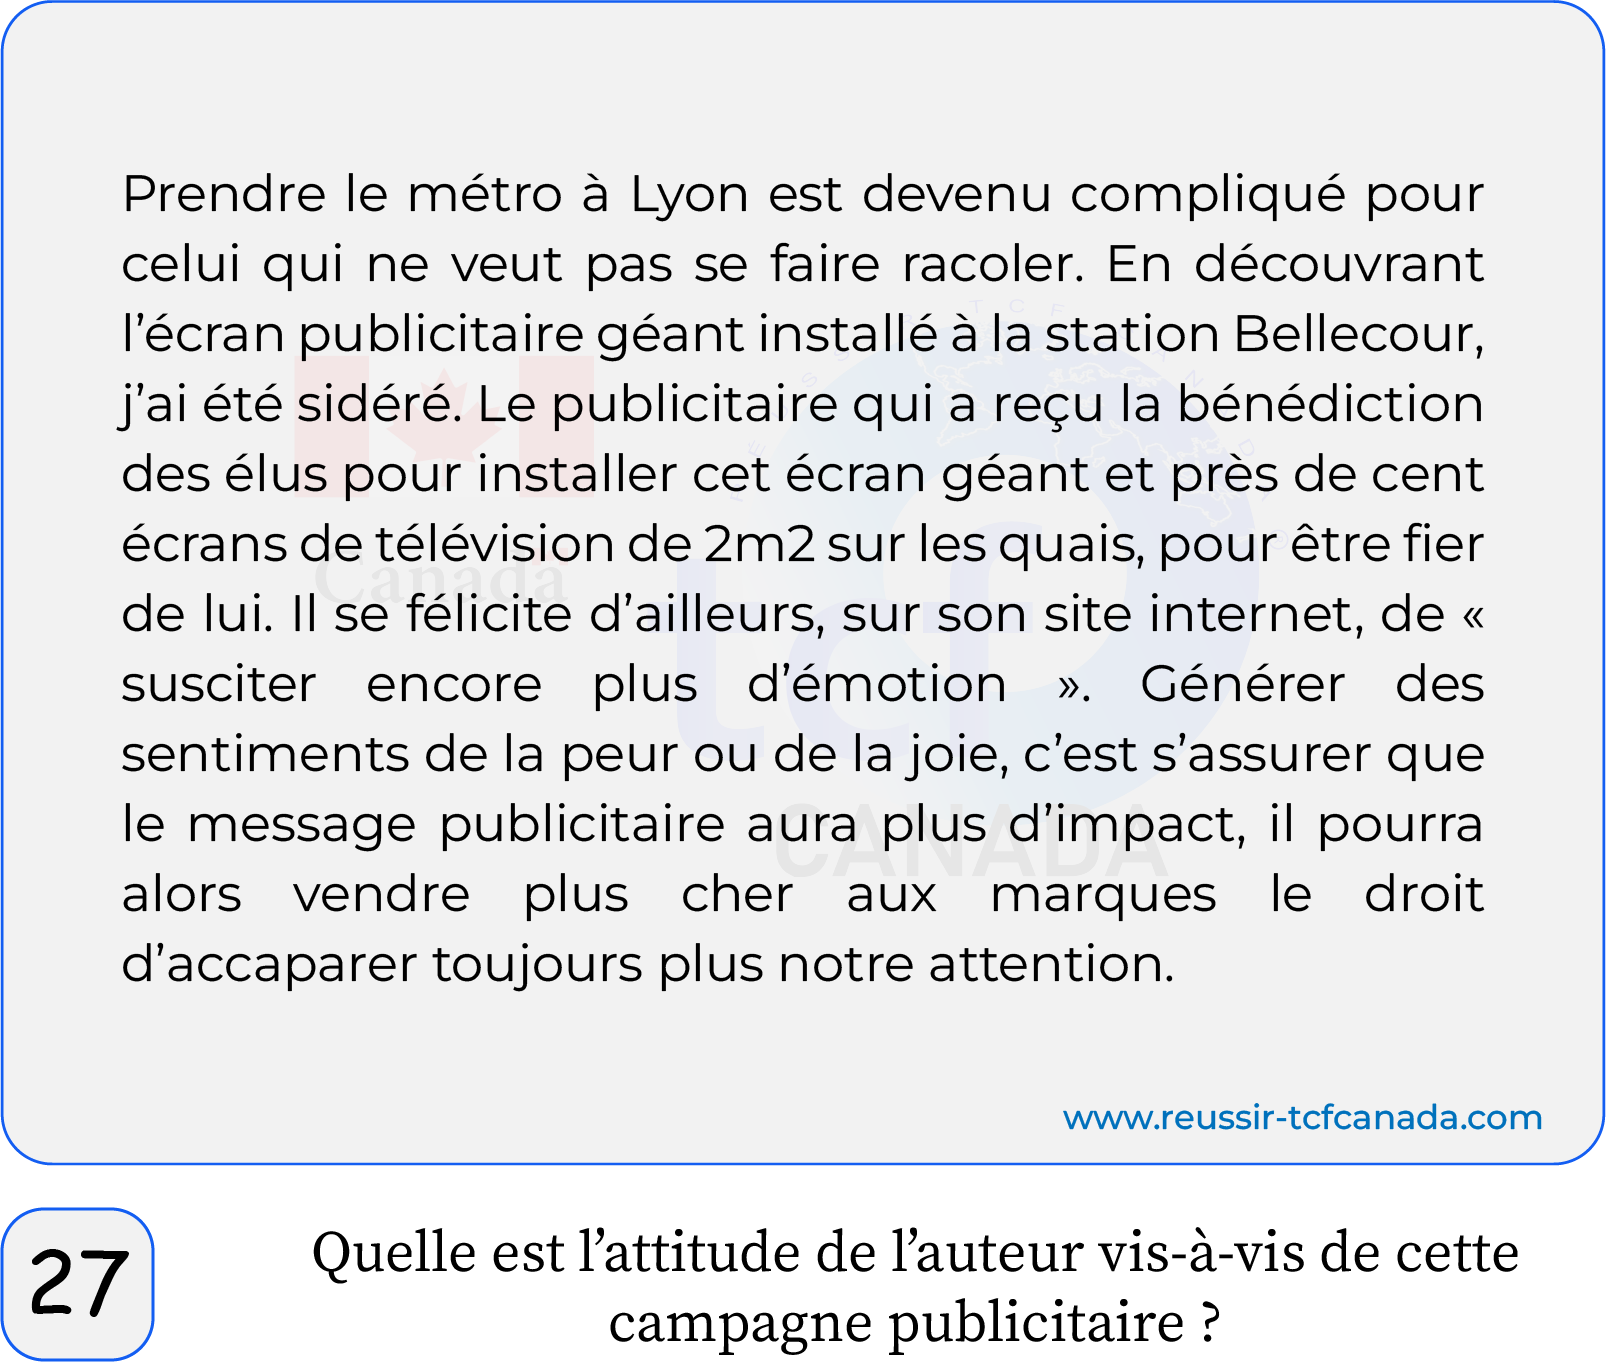 Prendre le métro à Lyon est devenu compliqué pour
celui qui ne veut pas se faire racoler. En découvrant
l’écran publicitaire géant installé à la station Bellecour,
j’ai été sidéré. Le publicitaire qui a reçu la bénédiction
des élus pour installer cet écran géant et près de cent
écrans de télévision de 2m2 sur les quais, pour être fier
de lui. Il se félicite d’ailleurs, sur son site internet, de «
susciter encore plus d’émotion ». Générer des
sentiments de la peur ou de la joie, c’est s’assurer que
le message publicitaire aura plus d’impact, il pourra
alors vendre plus cher aux marques le droit
d’accaparer toujours plus notre attention.
Canada
tcf
CANADA
www.reussir-tcfcanada.com
27
Quelle est l’attitude de l’auteur vis-à-vis de cette
campagne publicitaire ?